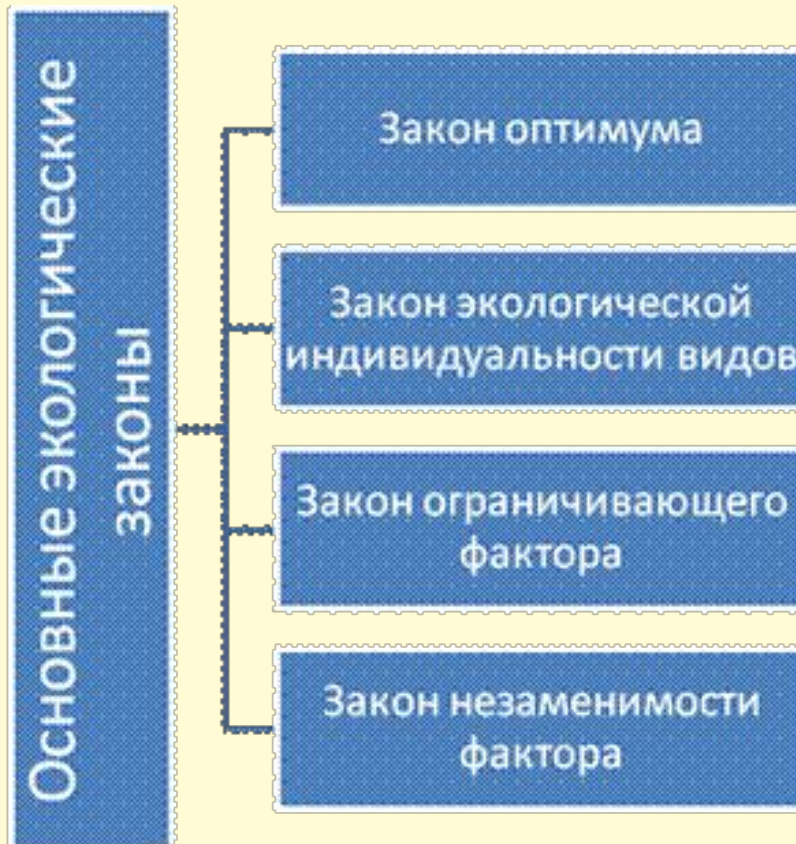 Основные экологические
законы
Закон оптимума
Закон экологической
индивидуальности видов
Закон ограничивающего
фактора
Закон незаменимости
фактора